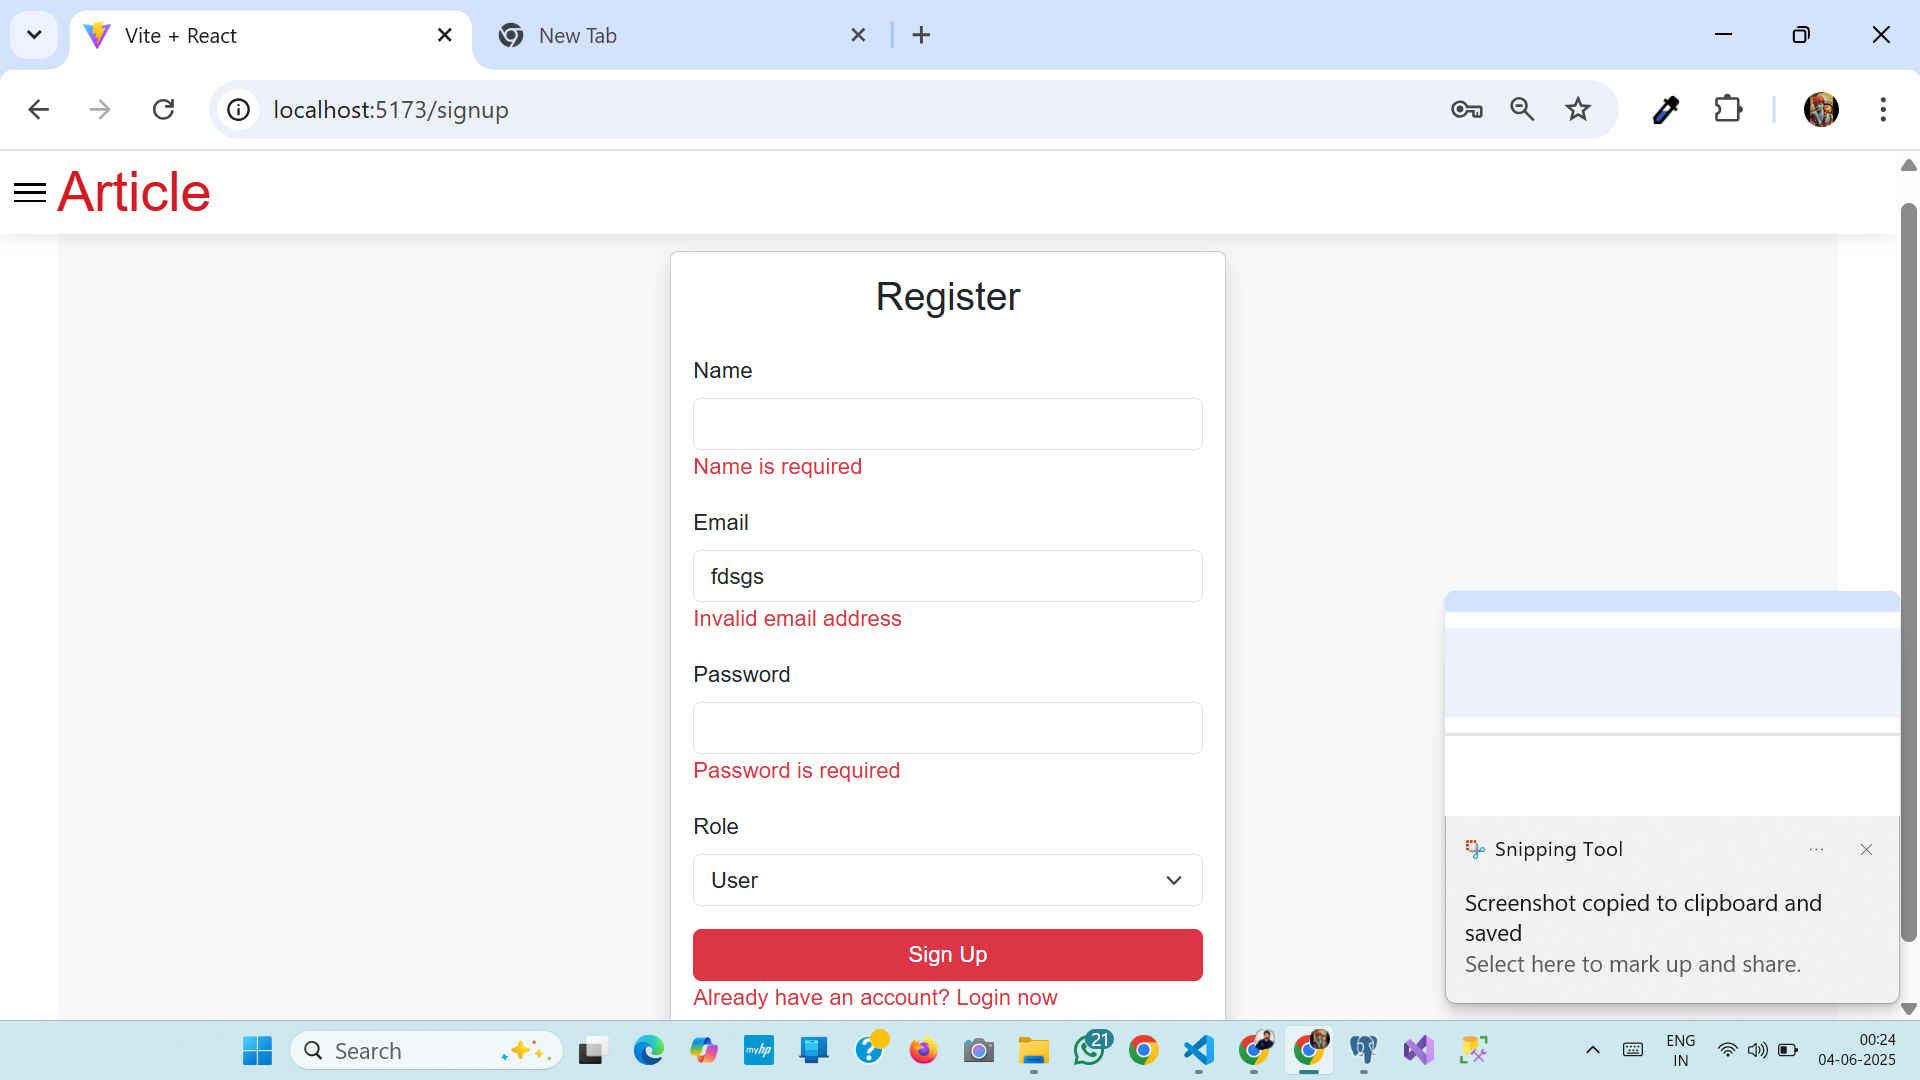 Vite + React
New Tab
localhost:5173/signup
Article
Register
Name
Name is required
Email
fdsgs
Invalid email address
Password
Password is required
Role
User
Sign Up
Already have an account? Login now
Snipping Tool
Screenshot copied to clipboard and
saved
Select here to mark up and share.
Search
myhp
21
ENG
IN
00:24
04-06-2025